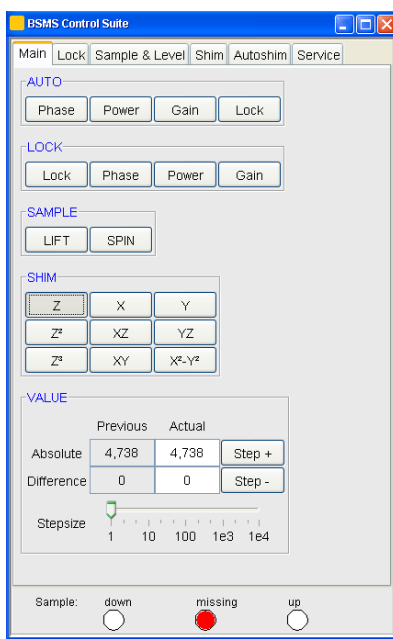 BSMS Control Suite
Main Lock Sample & Level Shim Autoshim Service
AUTO
Phase Power Gain Lock
LOCK
Lock Phase Power Gain
SAMPLE
LIFT SPIN
SHIM
Z X Y
Z² XZ YZ
Z³ XY X²-Y²
VALUE
Previous Actual
Absolute 4,738 4,738 Step +
Difference 0 0 Step -
Stepsize
1 10 100 1e3 1e4
Sample: down missing up